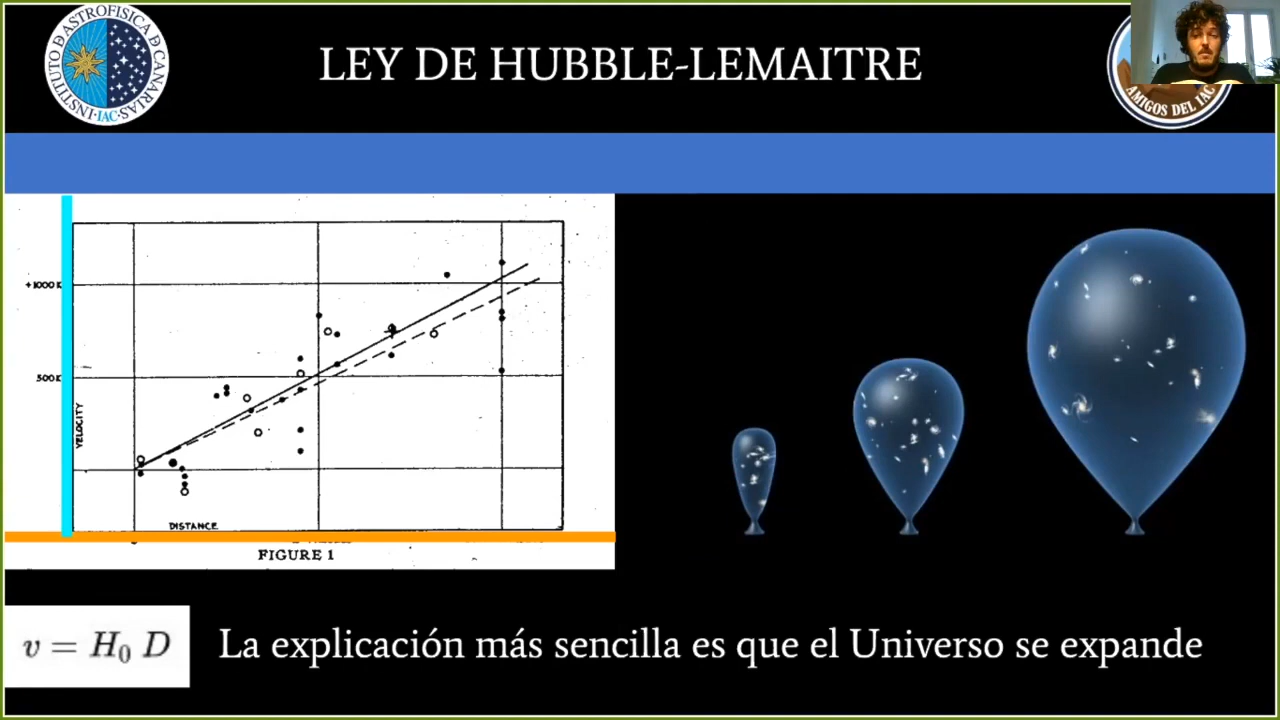 INSTITUTO DE ASTROFISICA DE CANARIAS
·IAC·
LEY DE HUBBLE-LEMAITRE
AMIGOS DEL IAC
+1000 K
500K
VELOCITY
DISTANCE
FIGURE 1
v = H₀ D
La explicación más sencilla es que el Universo se expande